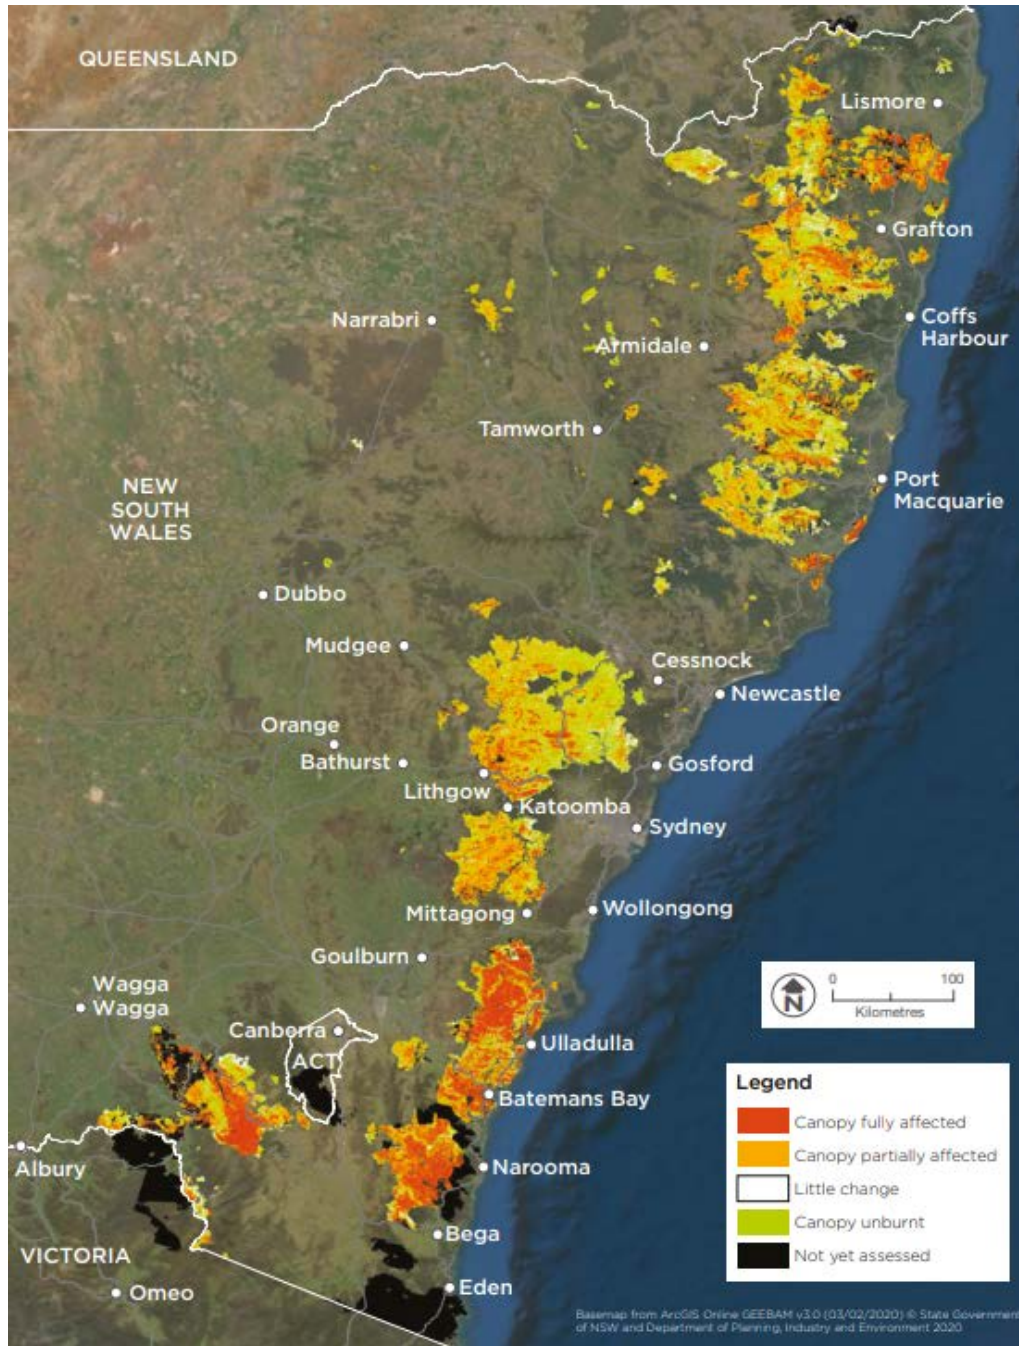 QUEENSLAND
Lismore
Grafton
Narrabri
Coffs
Harbour
Armidale
Tamworth
NEW
SOUTH
WALES
Port
Macquarie
Dubbo
Mudgee
Cessnock
Newcastle
Orange
Bathurst
Gosford
Lithgow
Katoomba
Sydney
Mittagong
Wollongong
Goulburn
Wagga
Wagga
Canberra
ACT
Ulladulla
Batemans Bay
Albury
Narooma
Bega
VICTORIA
Omeo
Eden
N
0 100
Kilometres
Legend
Canopy fully affected
Canopy partially affected
Little change
Canopy unburnt
Not yet assessed
Basemap from ArcGIS Online GEEBAM v3.0 (03/02/2020) © State Government
of NSW and Department of Planning, Industry and Environment 2020